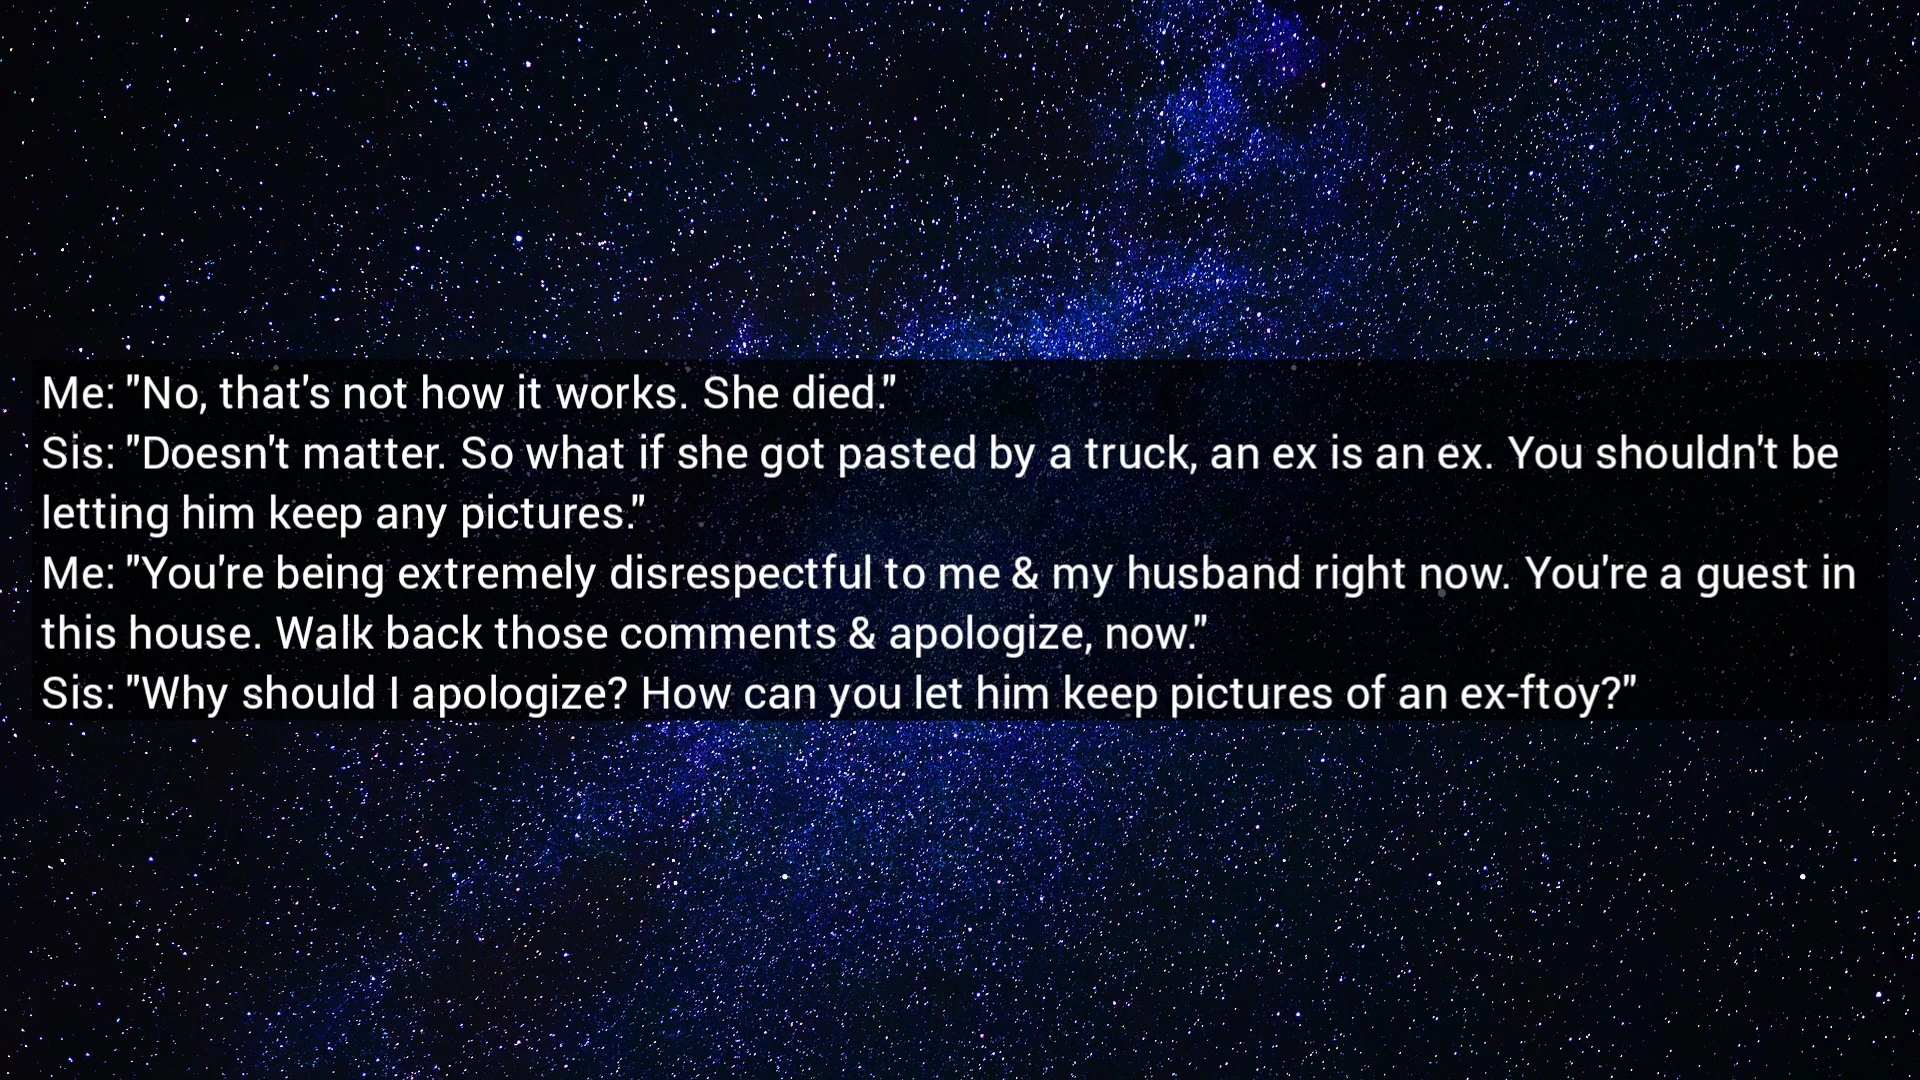 Me: "No, that's not how it works. She died."
Sis: "Doesn't matter. So what if she got pasted by a truck, an ex is an ex. You shouldn't be
letting him keep any pictures."
Me: "You're being extremely disrespectful to me & my husband right now. You're a guest in
this house. Walk back those comments & apologize, now."
Sis: "Why should I apologize? How can you let him keep pictures of an ex-ftoy?"